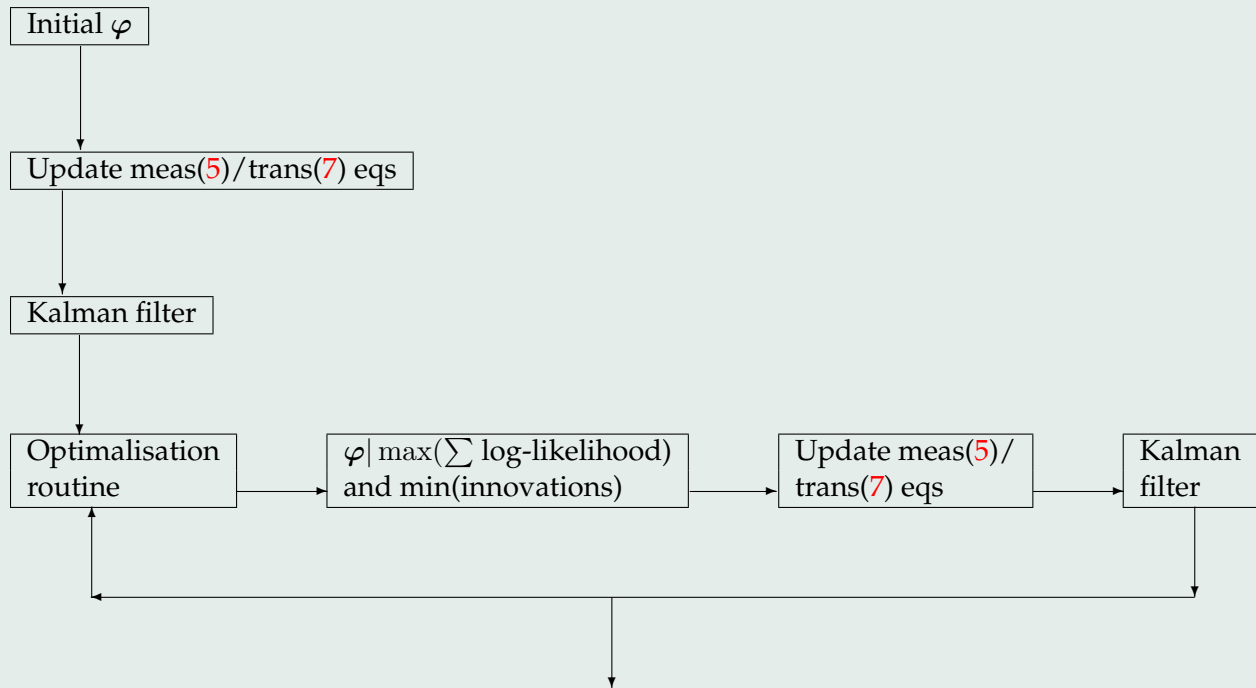 Initial φ
Update meas(5)/trans(7) eqs
Kalman filter
Optimalisation
routine
φ| max(∑ log-likelihood)
and min(innovations)
Update meas(5)/
trans(7) eqs
Kalman
filter